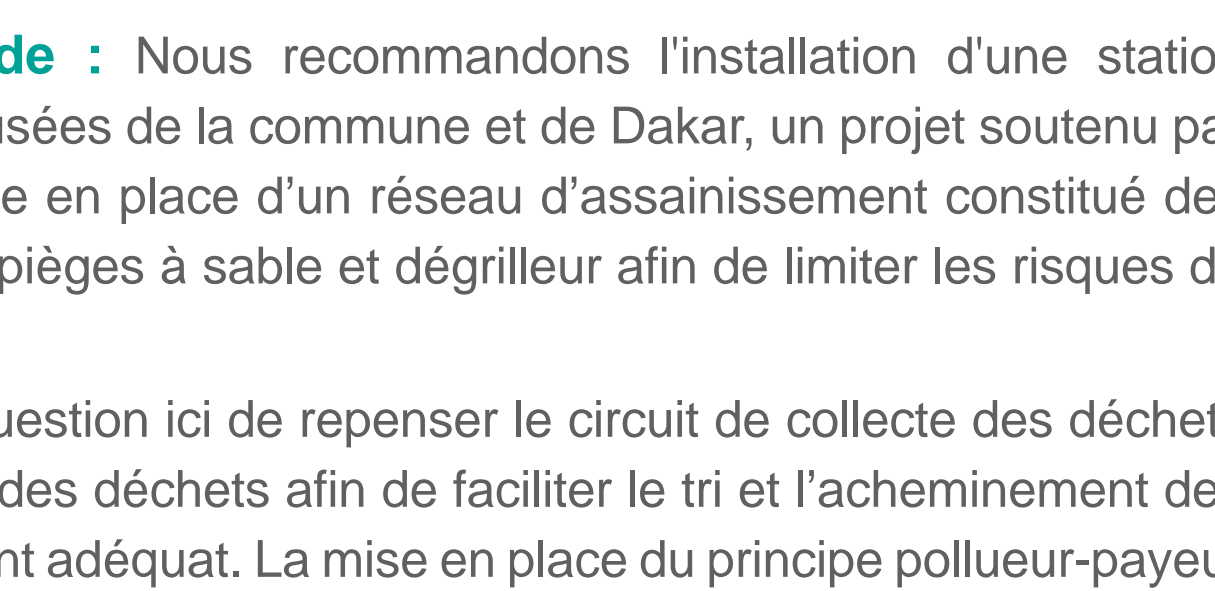 de : Nous recommandons l'installation d'une statio
usées de la commune et de Dakar, un projet soutenu pa
e en place d’un réseau d’assainissement constitué de
pièges à sable et dégrilleur afin de limiter les risques d
uestion ici de repenser le circuit de collecte des déchet
des déchets afin de faciliter le tri et l’acheminement de
nt adéquat. La mise en place du principe pollueur-payeu